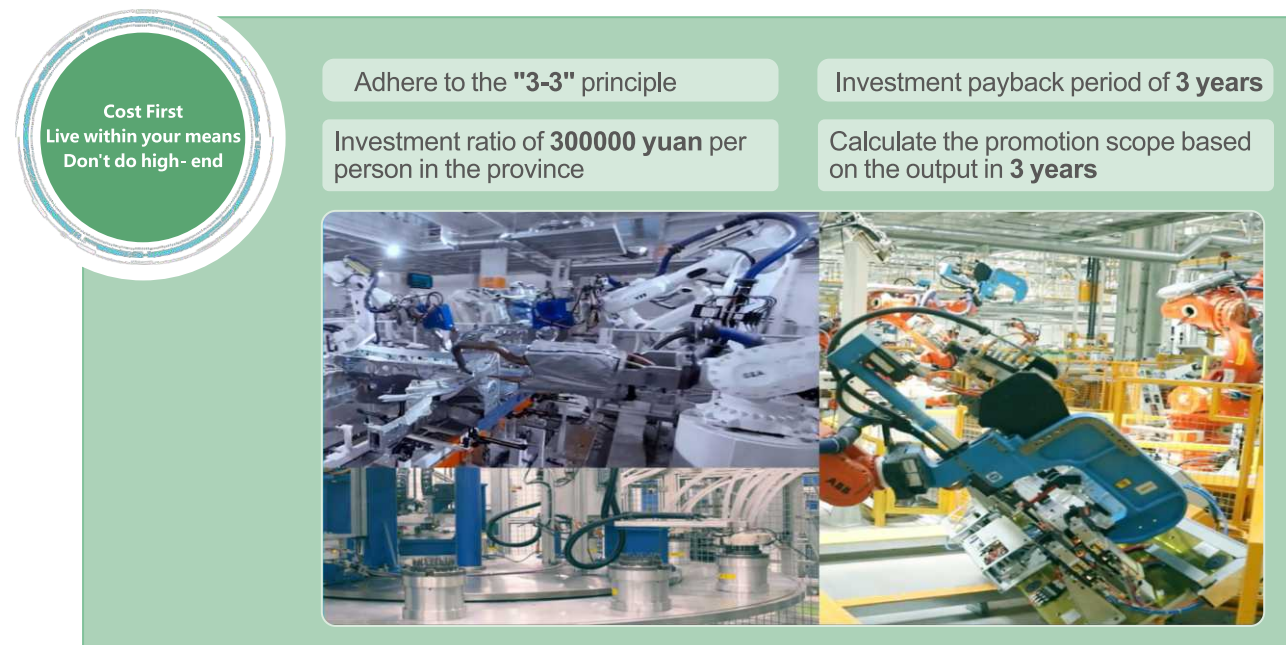 Cost First
Live within your means
Don't do high- end
Adhere to the "3-3" principle
Investment payback period of 3 years
Investment ratio of 300000 yuan per
person in the province
Calculate the promotion scope based
on the output in 3 years
ABB